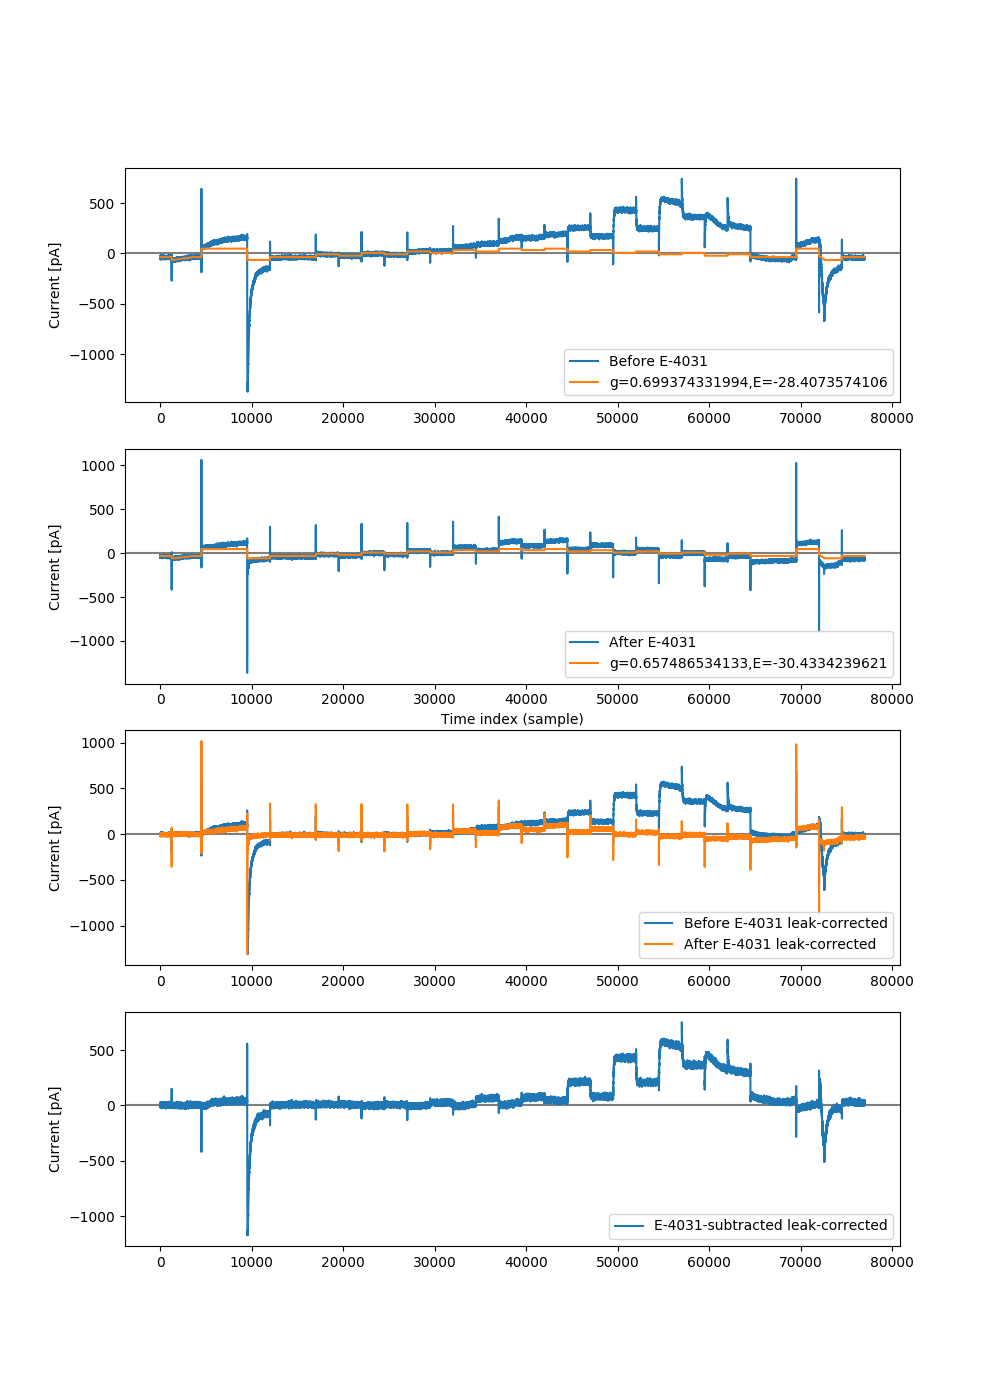 500
0
−500
−1000
Current [pA]
Before E-4031
g=0.699374331994,E=-28.4073574106
0 10000 20000 30000 40000 50000 60000 70000 80000
1000
500
0
−500
−1000
Current [pA]
After E-4031
g=0.657486534133,E=-30.4334239621
0 10000 20000 30000 40000 50000 60000 70000 80000
Time index (sample)
1000
500
0
−500
−1000
Current [pA]
Before E-4031 leak-corrected
After E-4031 leak-corrected
0 10000 20000 30000 40000 50000 60000 70000 80000
500
0
−500
−1000
Current [pA]
E-4031-subtracted leak-corrected
0 10000 20000 30000 40000 50000 60000 70000 80000